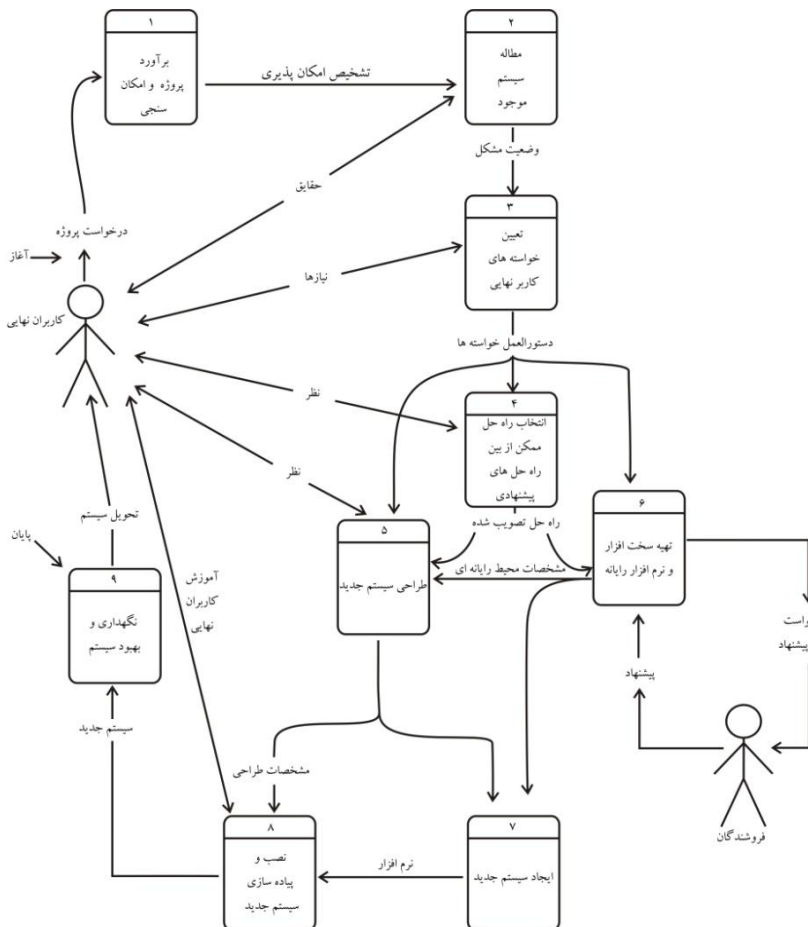 ۱
برآورد
پروژه و امکان
سنجی
تشخیص امکان پذیری
۲
مطاله
سیستم
موجود
وضعیت مشکل
حقایق
۳
تعیین
خواسته های
کاربر نهایی
درخواست پروژه
آغاز
نیازها
کاربران نهایی
دستورالعمل خواسته ها
نظر
۴
انتخاب راه حل
ممکن از بین
راه حل های
پیشنهادی
نظر
راه حل تصویب شده
۶
تهیه سخت افزار
و نرم افزار رایانه
۵
طراحی سیستم جدید
مشخصات محیط رایانه ای
تحویل سیستم
پایان
۹
نگهداری و
بهبود سیستم
آموزش
کاربران
نهایی
واست
پیشنهاد
پیشنهاد
سیستم جدید
مشخصات طراحی
فروشندگان
۸
نصب و
پیاده سازی
سیستم جدید
نرم افزار
۷
ایجاد سیستم جدید